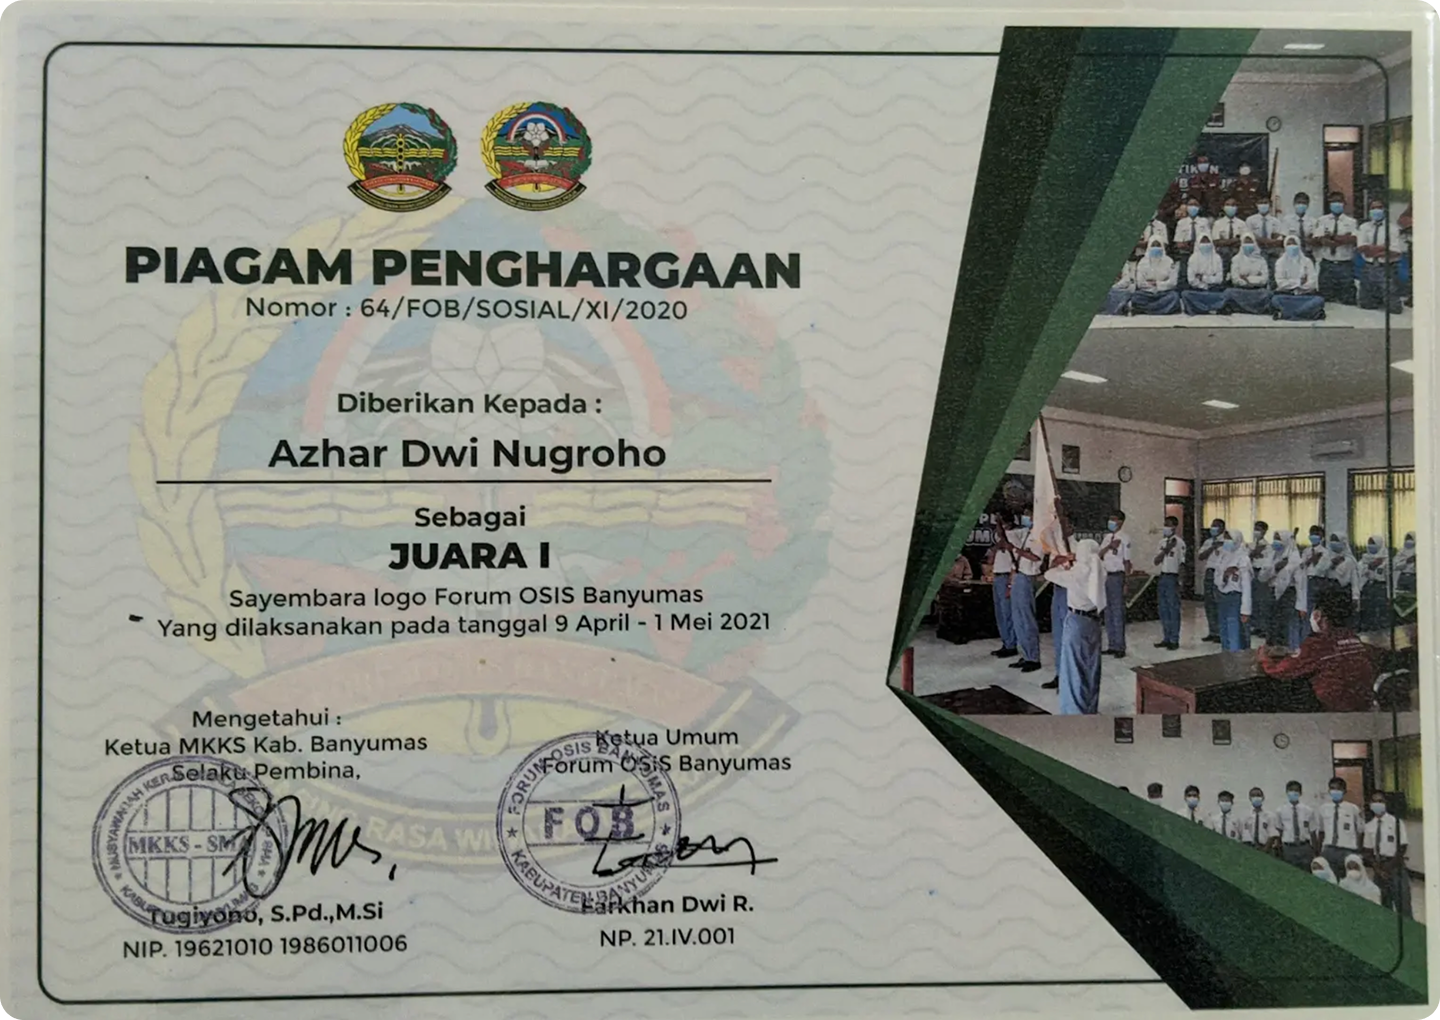 PIAGAM PENGHARGAAN
Nomor : 64/FOB/SOSIAL/XI/2020
Diberikan Kepada :
Azhar Dwi Nugroho
Sebagai
JUARA I
Sayembara logo Forum OSIS Banyumas
Yang dilaksanakan pada tanggal 9 April - 1 Mei 2021
Mengetahui :
Ketua MKKS Kab. Banyumas
Selaku Pembina,
MKKS - SMA
Tugiyono, S.Pd.,M.Si
NIP. 19621010 1986011006
Ketua Umum
Forum OSIS Banyumas
FORUM OSIS BANYUMAS
FOB
KABUPATEN BANYUMAS
Farkhan Dwi R.
NP. 21.IV.001